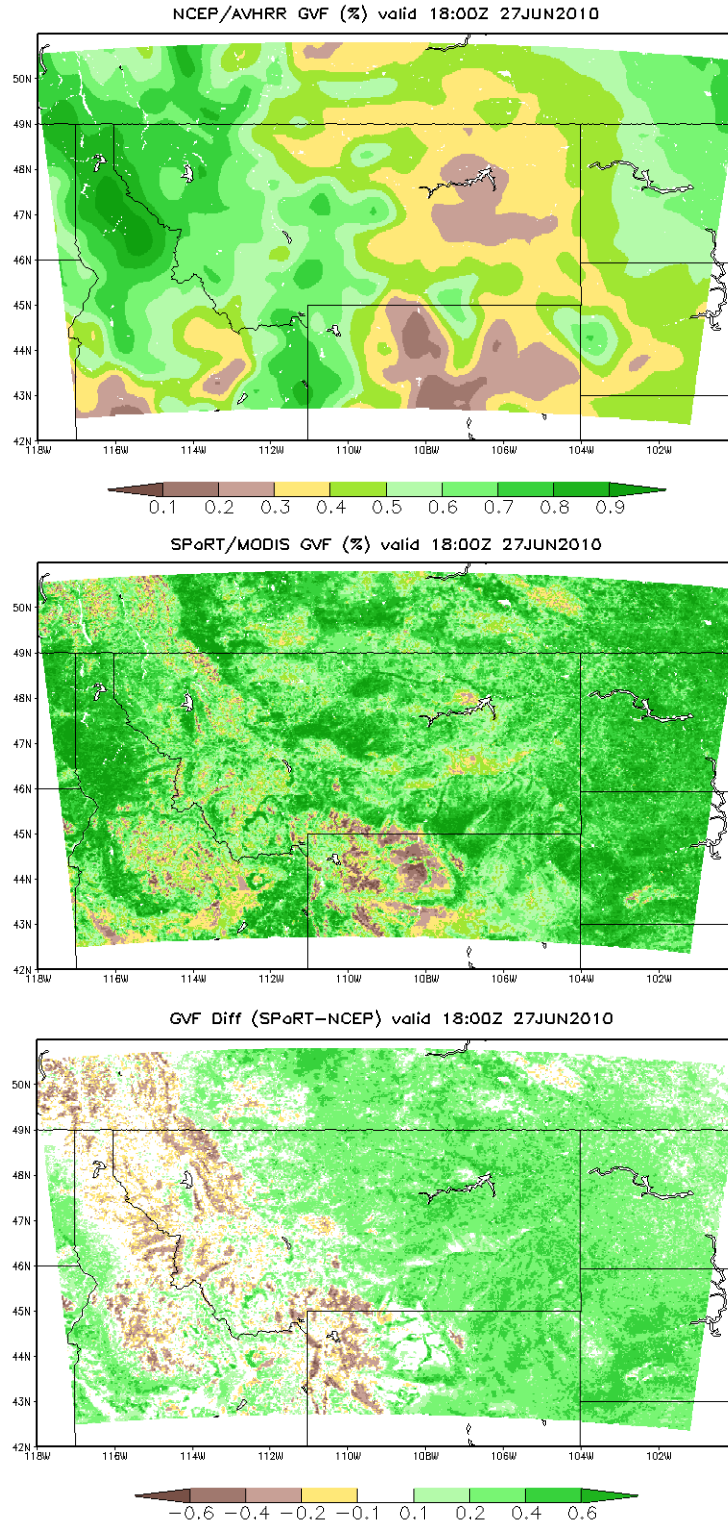 NCEP/AVHRR GVF (%) valid 18:00Z 27JUN2010
50N
49N
48N
47N
46N
45N
44N
43N
42N
118W 116W 114W 112W 110W 108W 106W 104W 102W
0.1 0.2 0.3 0.4 0.5 0.6 0.7 0.8 0.9
SPoRT/MODIS GVF (%) valid 18:00Z 27JUN2010
50N
49N
48N
47N
46N
45N
44N
43N
42N
118W 116W 114W 112W 110W 108W 106W 104W 102W
GVF Diff (SPoRT-NCEP) valid 18:00Z 27JUN2010
50N
49N
48N
47N
46N
45N
44N
43N
42N
118W 116W 114W 112W 110W 108W 106W 104W 102W
-0.6 -0.4 -0.2 -0.1 0.1 0.2 0.4 0.6